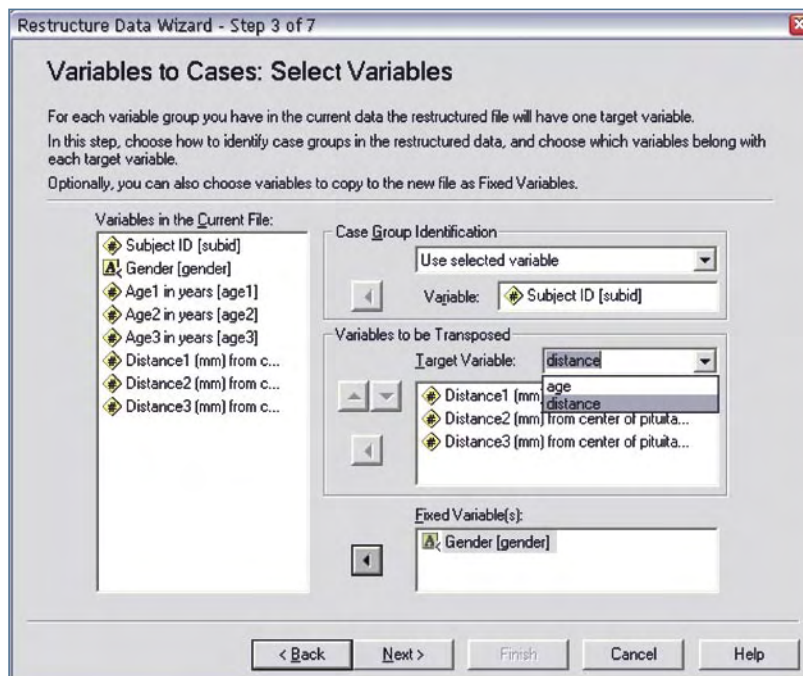 Restructure Data Wizard - Step 3 of 7
Variables to Cases: Select Variables
For each variable group you have in the current data the restructured file will have one target variable.
In this step, choose how to identify case groups in the restructured data, and choose which variables belong with
each target variable.
Optionally, you can also choose variables to copy to the new file as Fixed Variables.
Variables in the Current File:
Subject ID [subid]
Gender [gender]
Age1 in years [age1]
Age2 in years [age2]
Age3 in years [age3]
Distance1 (mm) from c...
Distance2 (mm) from c...
Distance3 (mm) from c...
Case Group Identification
Use selected variable
Variable: Subject ID [subid]
Variables to be Transposed
Target Variable: distance
age
distance
Distance1 (mm)
Distance2 (mm) from center of pituita...
Distance3 (mm) from center of pituita...
Fixed Variable(s):
Gender [gender]
< Back Next > Finish Cancel Help